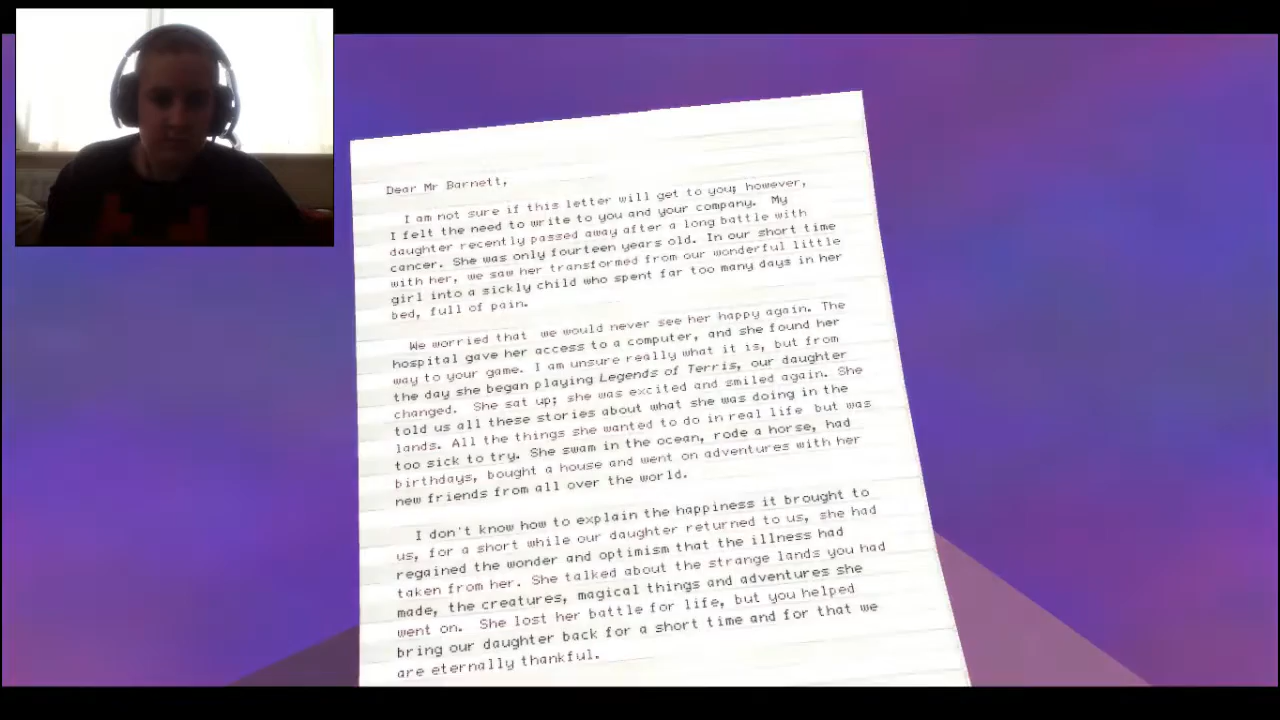 Dear Mr Barnett,
I am not sure if this letter will get to you; however,
I felt the need to write to you and your company. My
daughter recently passed away after a long battle with
cancer. She was only fourteen years old. In our short time
with her, we saw her transformed from our wonderful little
girl into a sickly child who spent far too many days in her
bed, full of pain.
We worried that we would never see her happy again. The
hospital gave her access to a computer, and she found her
way to your game. I am unsure really what it is, but from
the day she began playing Legends of Terris, our daughter
changed. She sat up; she was excited and smiled again. She
told us all these stories about what she was doing in the
lands. All the things she wanted to do in real life but was
too sick to try. She swam in the ocean, rode a horse, had
birthdays, bought a house and went on adventures with her
new friends from all over the world.
I don't know how to explain the happiness it brought to
us, for a short while our daughter returned to us, she had
regained the wonder and optimism that the illness had
taken from her. She talked about the strange lands you had
made, the creatures, magical things and adventures she
went on. She lost her battle for life, but you helped
bring our daughter back for a short time and for that we
are eternally thankful.